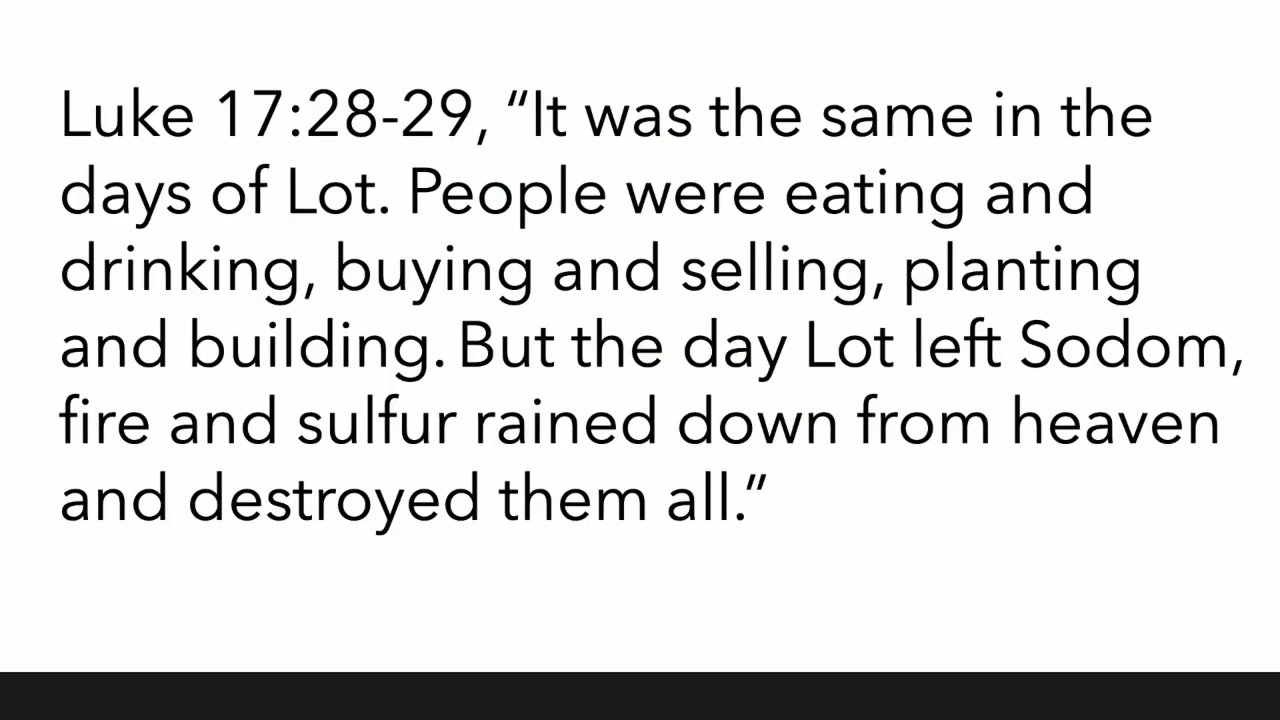 Luke 17:28-29, “It was the same in the
days of Lot. People were eating and
drinking, buying and selling, planting
and building. But the day Lot left Sodom,
fire and sulfur rained down from heaven
and destroyed them all.”